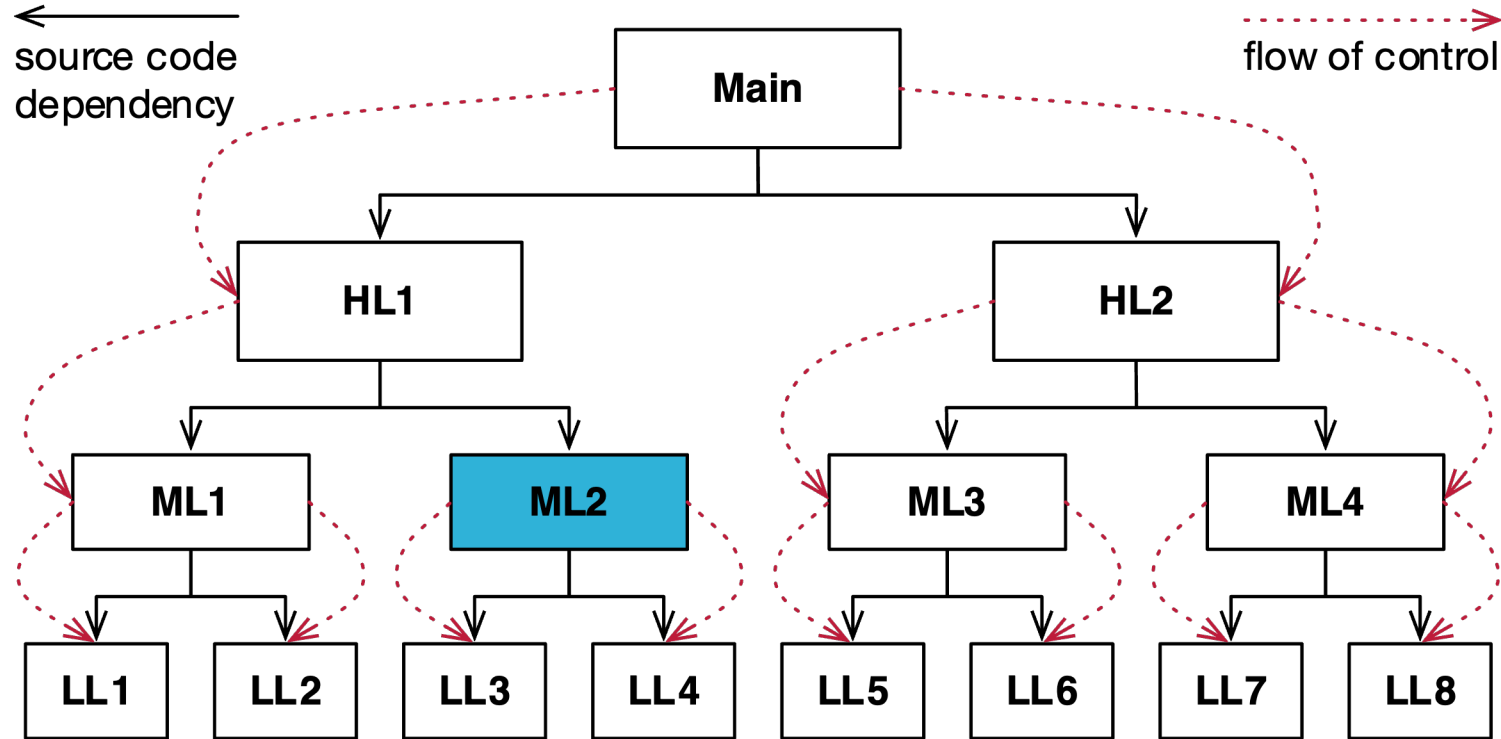 source code
dependency
flow of control
Main
HL1
HL2
ML1
ML2
ML3
ML4
LL1
LL2
LL3
LL4
LL5
LL6
LL7
LL8